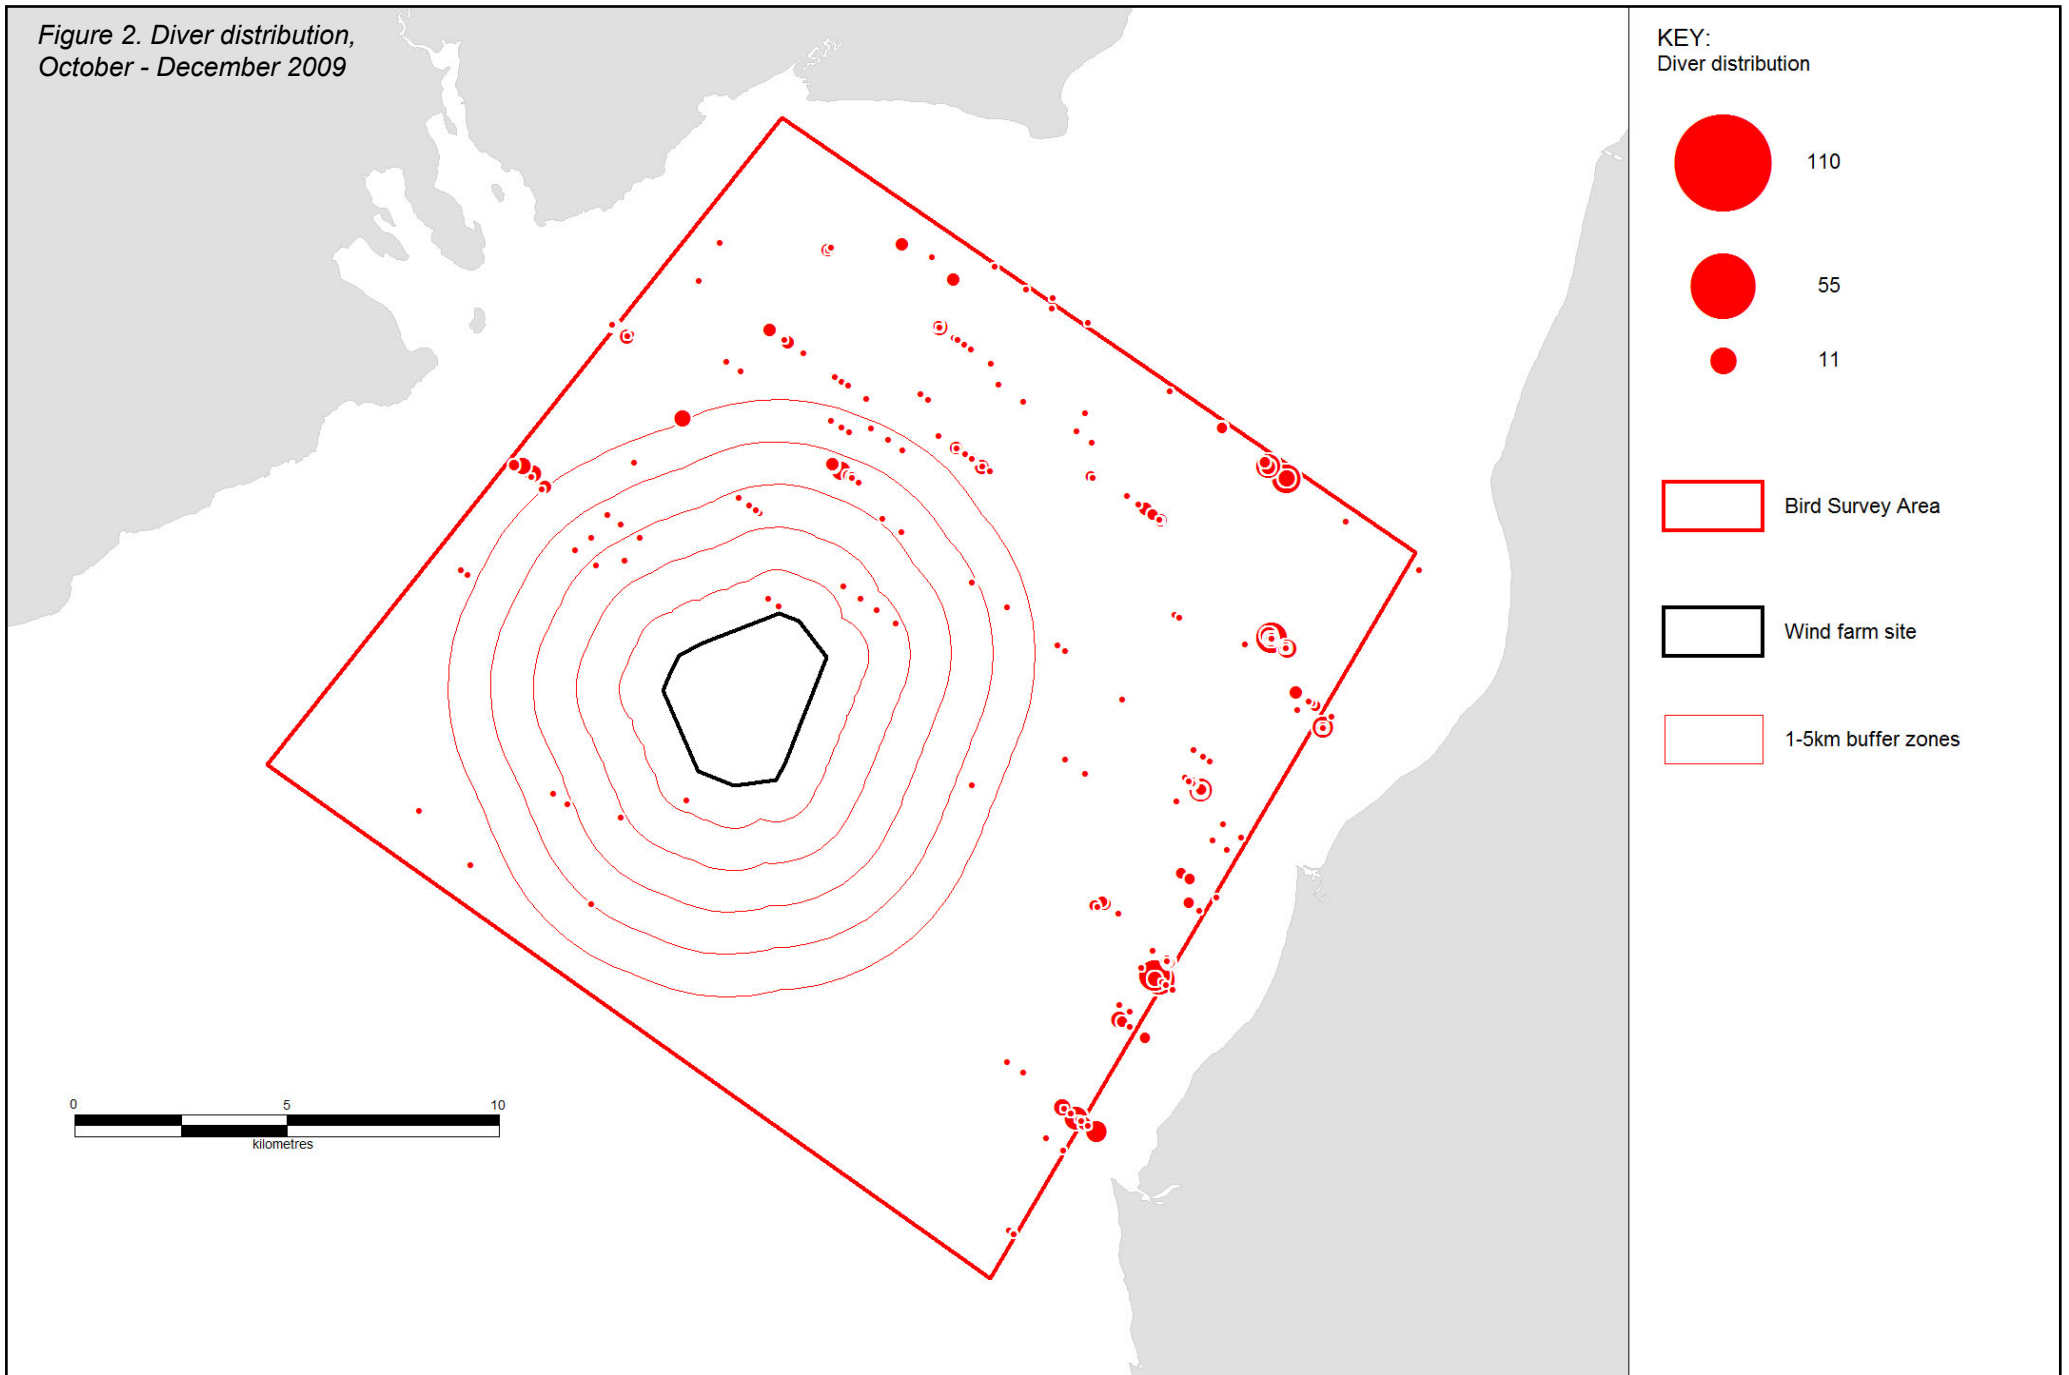 Figure 2. Diver distribution,
October - December 2009
KEY:
Diver distribution
110
55
11
Bird Survey Area
Wind farm site
1-5km buffer zones
0 5 10
kilometres